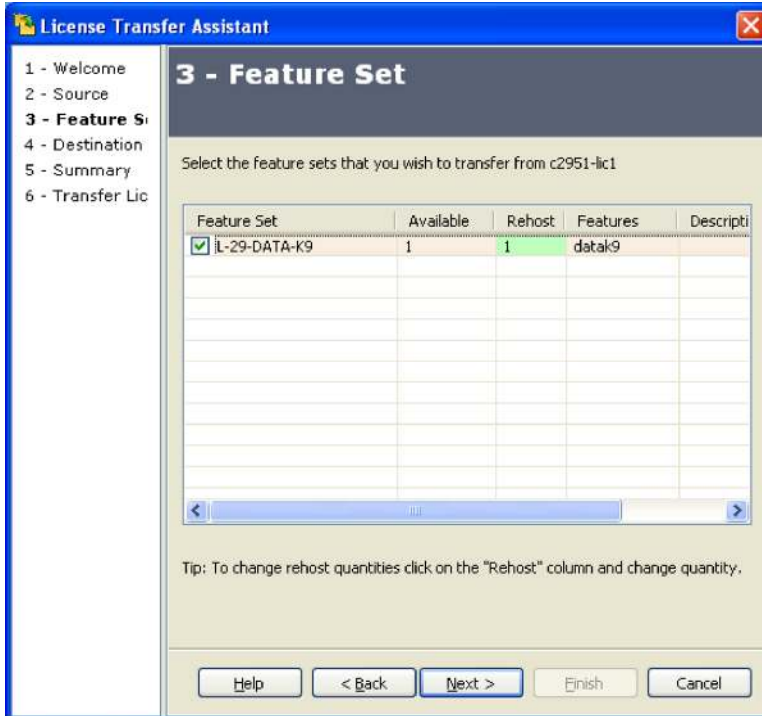 License Transfer Assistant
1 - Welcome
2 - Source
3 - Feature S
4 - Destination
5 - Summary
6 - Transfer Lic
3 - Feature Set
Select the feature sets that you wish to transfer from c2951-lic1
Feature Set Available Rehost Features Descripti
L-29-DATA-K9 1 1 datak9
Tip: To change rehost quantities click on the "Rehost" column and change quantity.
Help < Back Next > Finish Cancel